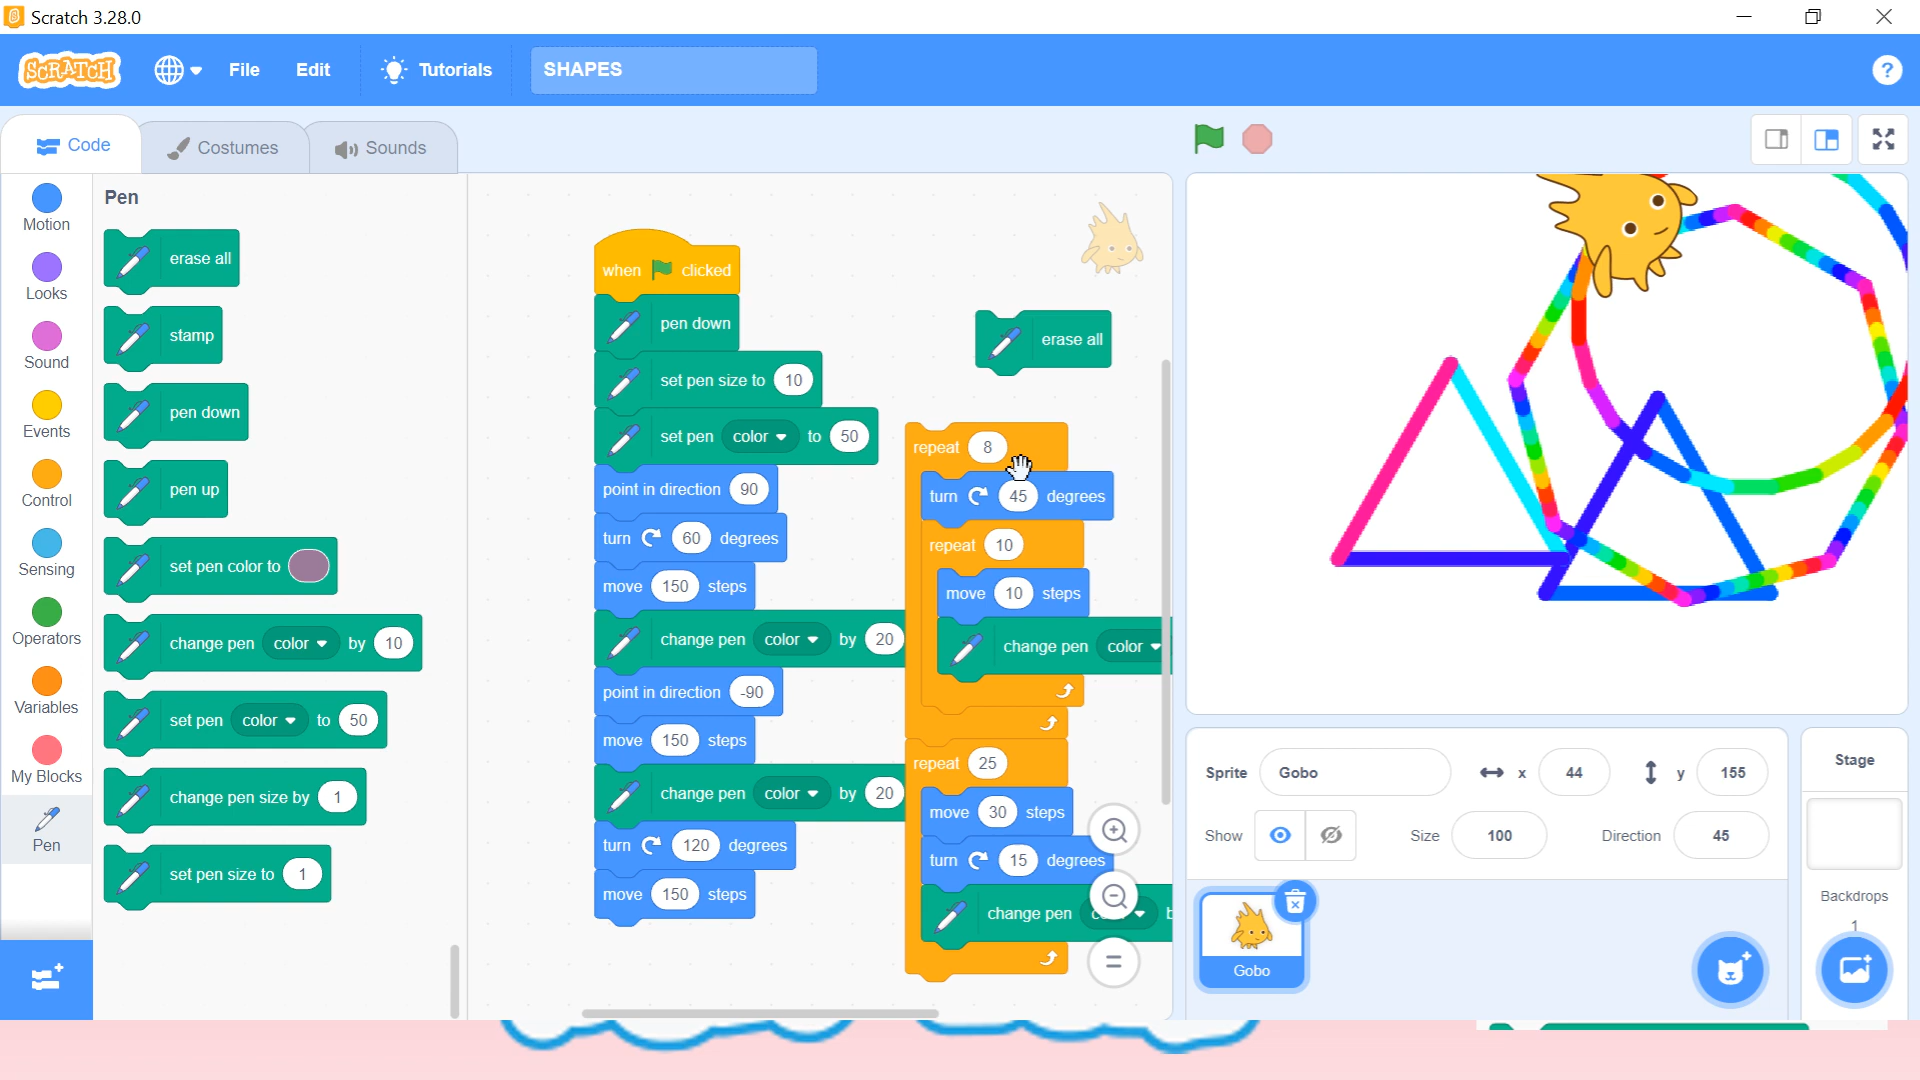 Scratch 3.28.0
SCRATCH
File
Edit
Tutorials
SHAPES
?
Code
Costumes
Sounds
Motion
Looks
Sound
Events
Control
Sensing
Operators
Variables
My Blocks
Pen
Pen
erase all
stamp
pen down
pen up
set pen color to
change pen color by 10
set pen color to 50
change pen size by 1
set pen size to 1
when clicked
pen down
set pen size to 10
set pen color to 50
point in direction 90
turn 60 degrees
move 150 steps
change pen color by 20
point in direction -90
move 150 steps
change pen color by 20
turn 120 degrees
move 150 steps
erase all
repeat 8
turn 45 degrees
repeat 10
move 10 steps
change pen color
repeat 25
move 30 steps
turn 15 degrees
change pen
Sprite Gobo x 44 y 155
Show Size 100 Direction 45
Gobo
Stage
Backdrops
1